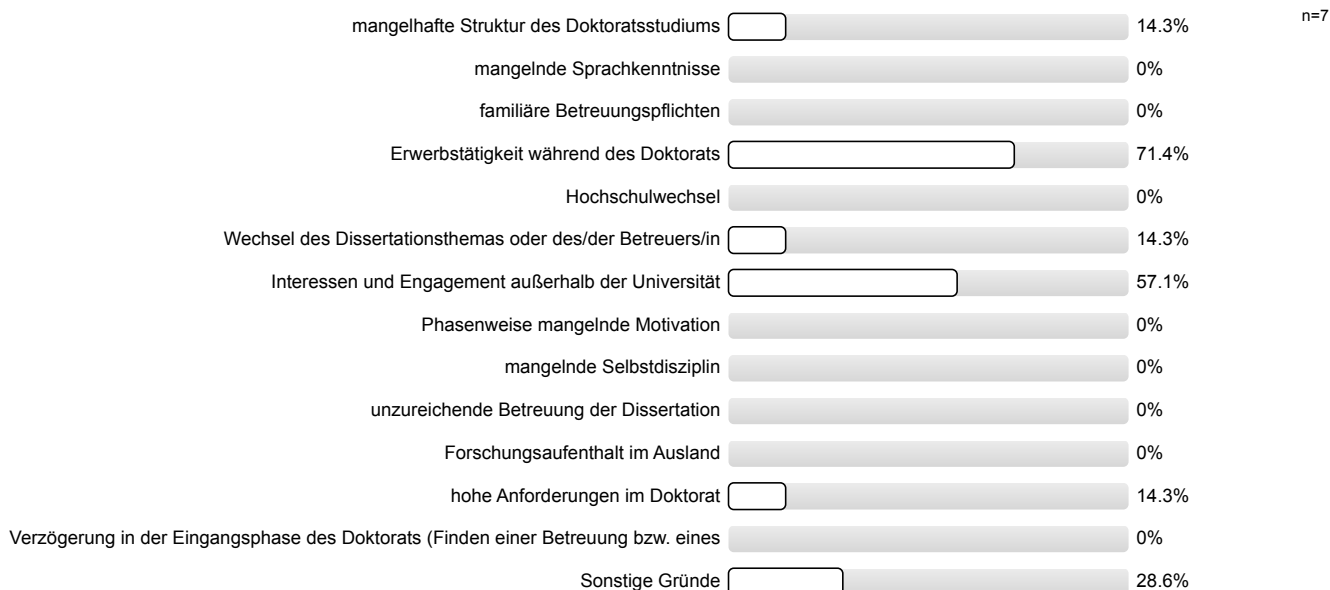 mangelhafte Struktur des Doktoratsstudiums 14.3% n=7
mangelnde Sprachkenntnisse 0%
familiäre Betreuungspflichten 0%
Erwerbstätigkeit während des Doktorats 71.4%
Hochschulwechsel 0%
Wechsel des Dissertationsthemas oder des/der Betreuers/in 14.3%
Interessen und Engagement außerhalb der Universität 57.1%
Phasenweise mangelnde Motivation 0%
mangelnde Selbstdisziplin 0%
unzureichende Betreuung der Dissertation 0%
Forschungsaufenthalt im Ausland 0%
hohe Anforderungen im Doktorat 14.3%
Verzögerung in der Eingangsphase des Doktorats (Finden einer Betreuung bzw. eines 0%
Sonstige Gründe 28.6%